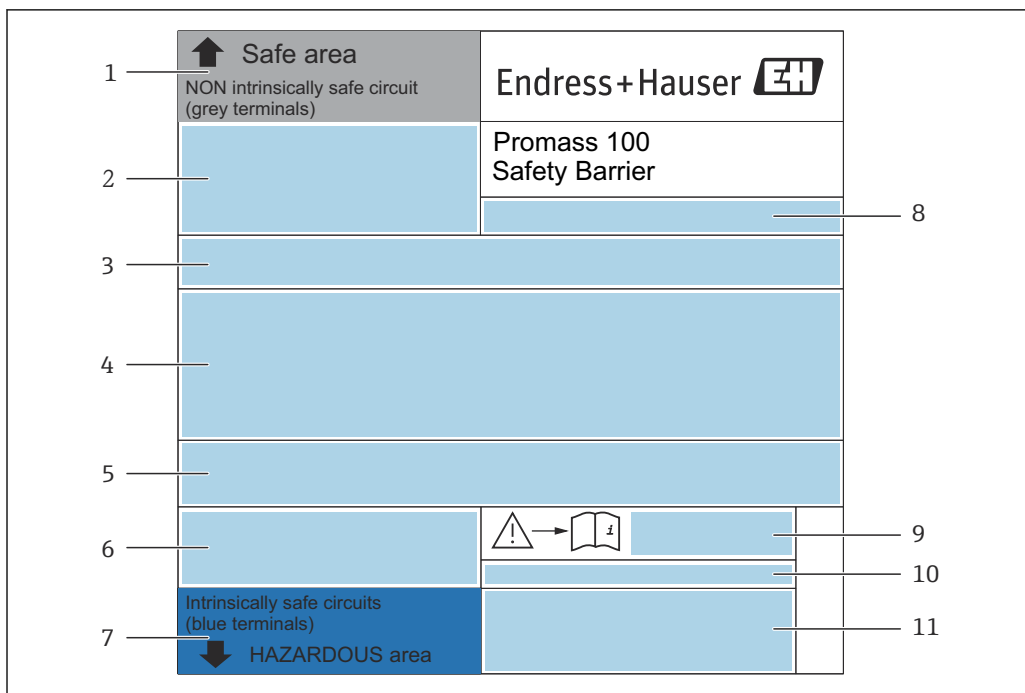 Safe area
NON intrinsically safe circuit
(grey terminals)
Endress+Hauser EH
Promass 100
Safety Barrier
1
2
3
4
5
6
7
8
9
10
11
i
Intrinsically safe circuits
(blue terminals)
HAZARDOUS area